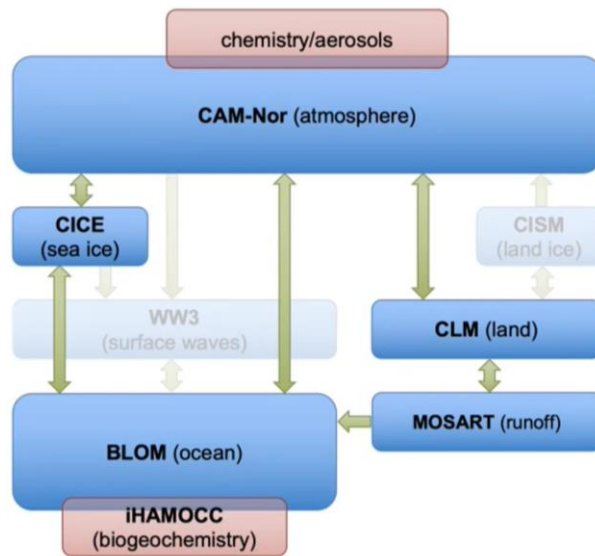 chemistry/aerosols
CAM-Nor (atmosphere)
CICE
(sea ice)
CISM
(land ice)
WW3
(surface waves)
CLM (land)
MOSART (runoff)
BLOM (ocean)
iHAMOCC
(biogeochemistry)